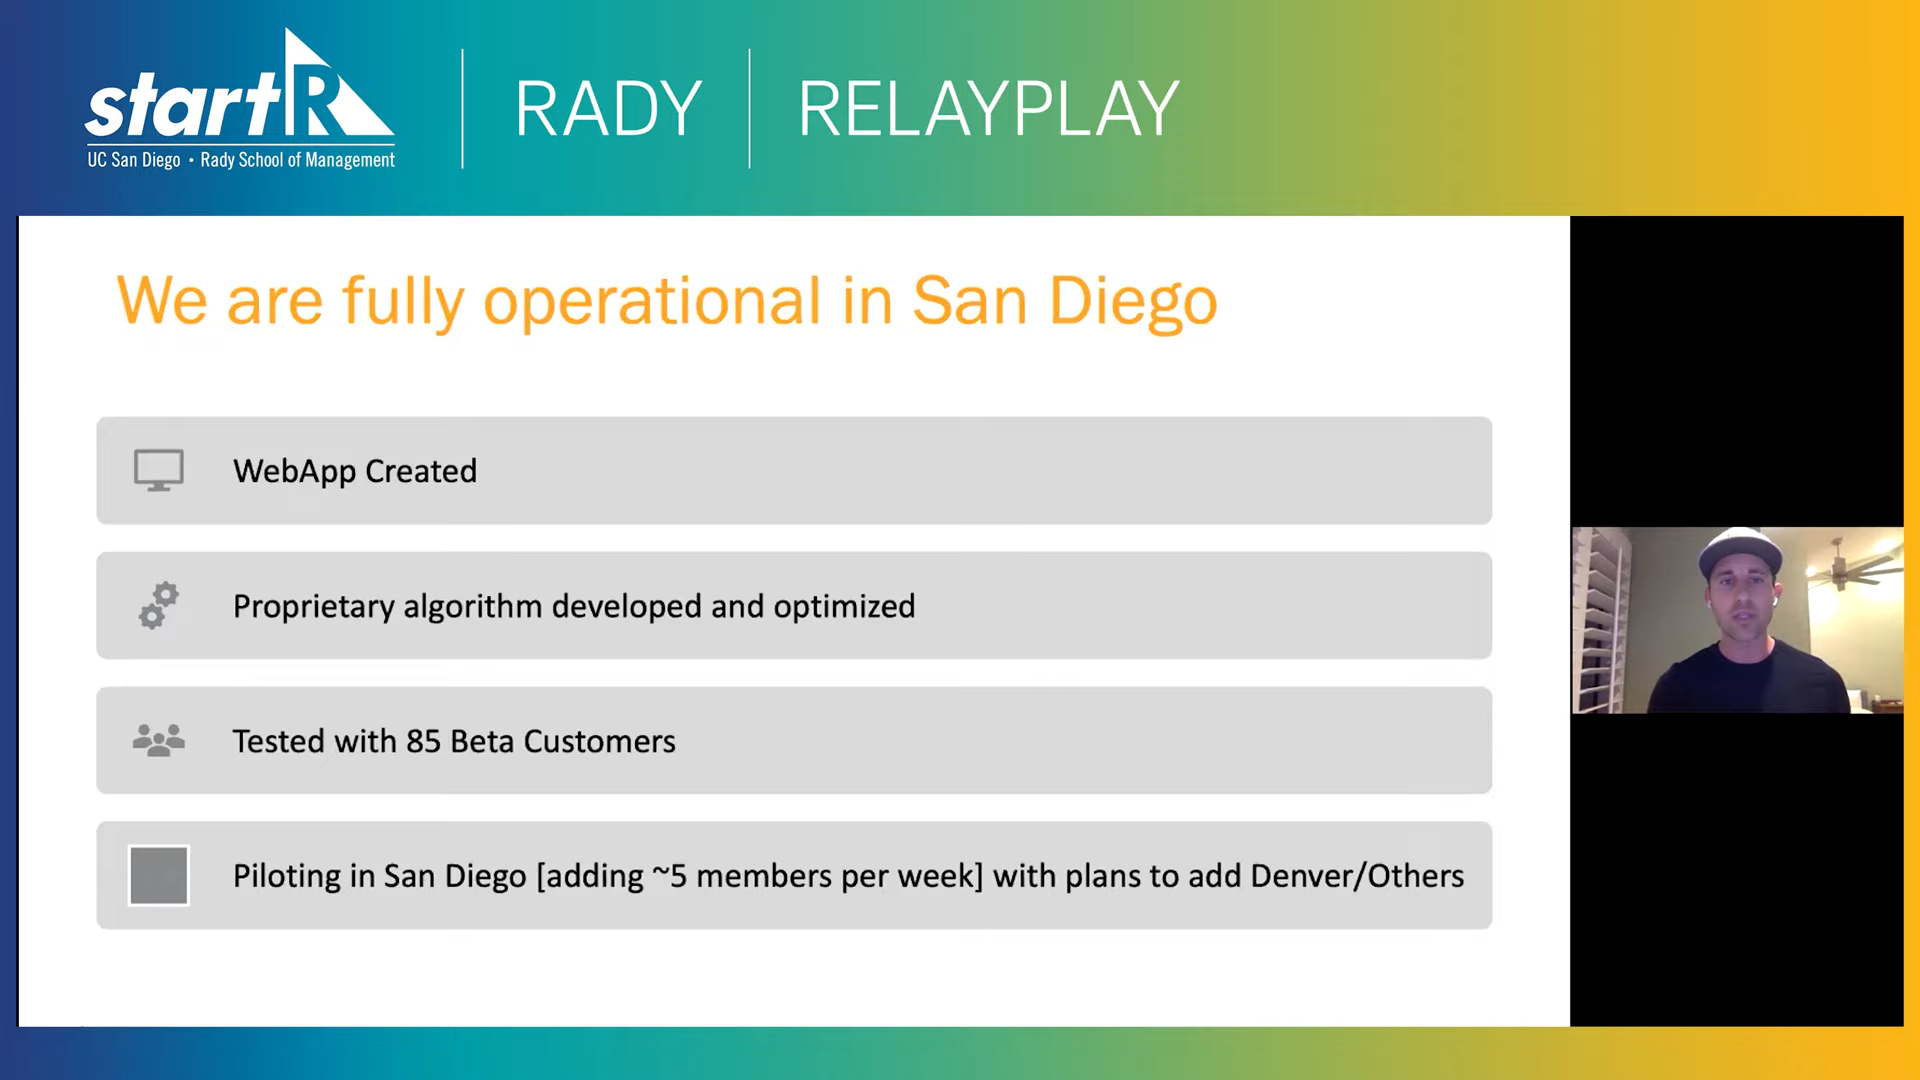 startR
UC San Diego • Rady School of Management
RADY
RELAYPLAY
We are fully operational in San Diego
WebApp Created
Proprietary algorithm developed and optimized
Tested with 85 Beta Customers
Piloting in San Diego [adding ~5 members per week] with plans to add Denver/Others